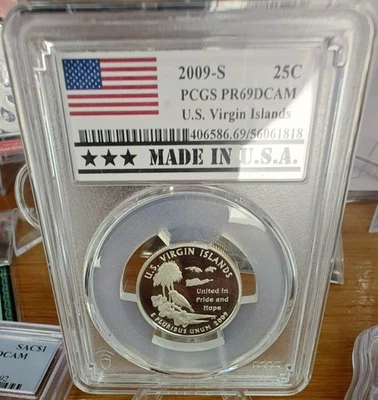 2009-S 25C
PCGS PR69DCAM
U.S. Virgin Islands
406586.69/56061818
★★★ MADE IN U.S.A.
U.S. VIRGIN ISLANDS
United in
Pride and
Hope
E PLURIBUS UNUM 2009
SACS1
DCAM